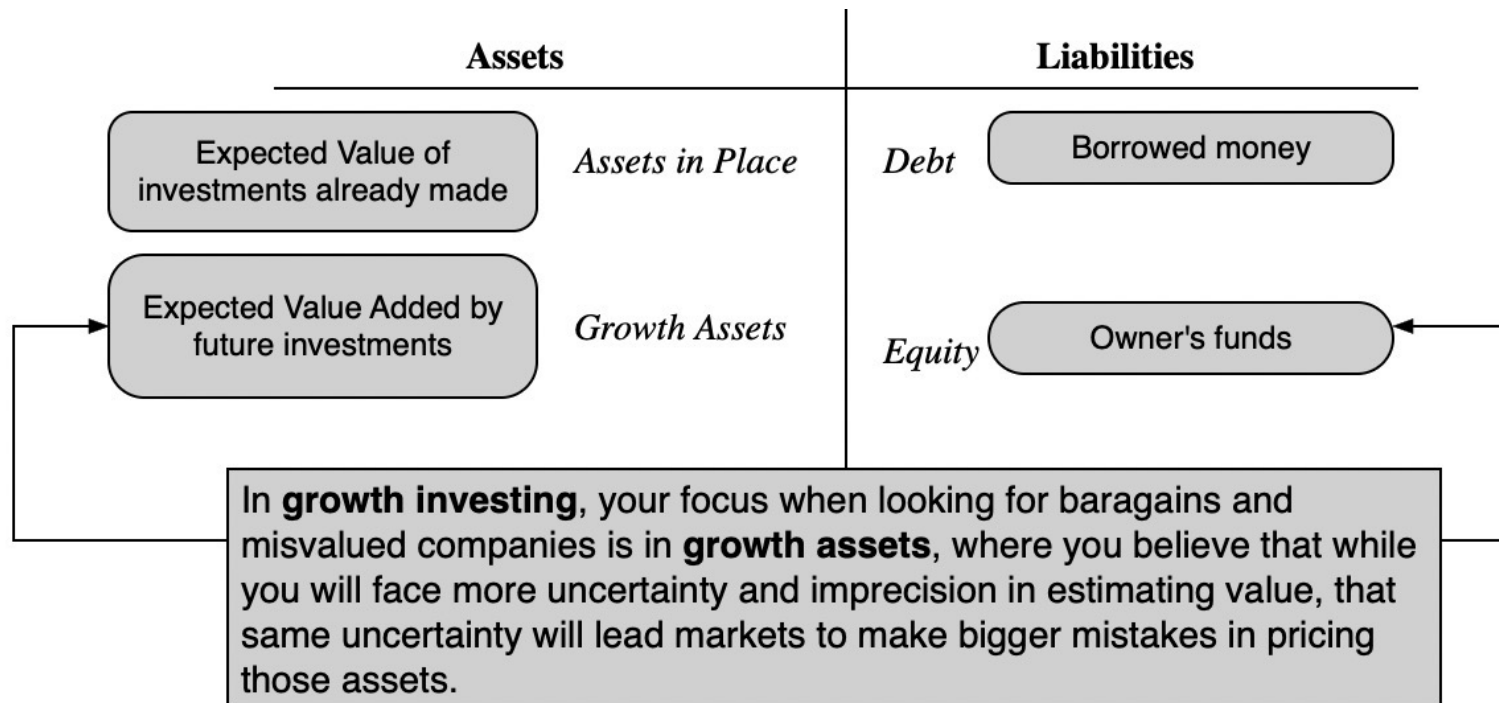 Assets
Liabilities
Expected Value of
investments already made
Assets in Place
Debt
Borrowed money
Expected Value Added by
future investments
Growth Assets
Equity
Owner's funds
In growth investing, your focus when looking for baragains and
misvalued companies is in growth assets, where you believe that while
you will face more uncertainty and imprecision in estimating value, that
same uncertainty will lead markets to make bigger mistakes in pricing
those assets.